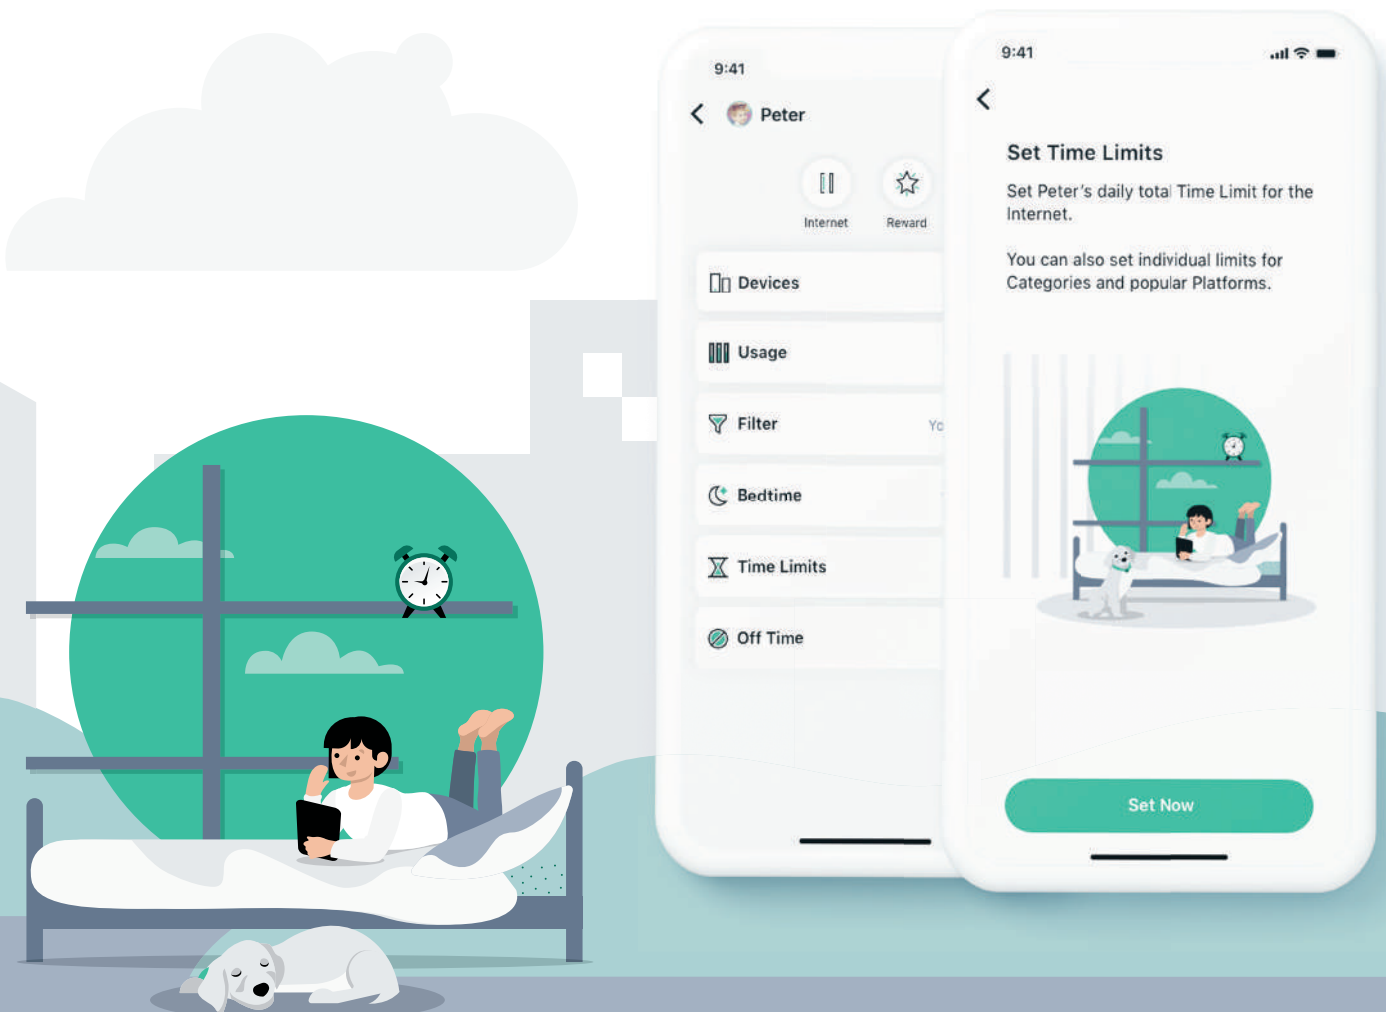 9:41
Peter
Internet
Reward
Devices
Usage
Filter
Bedtime
Time Limits
Off Time
9:41
Set Time Limits
Set Peter's daily total Time Limit for the
Internet.
You can also set individual limits for
Categories and popular Platforms.
Set Now